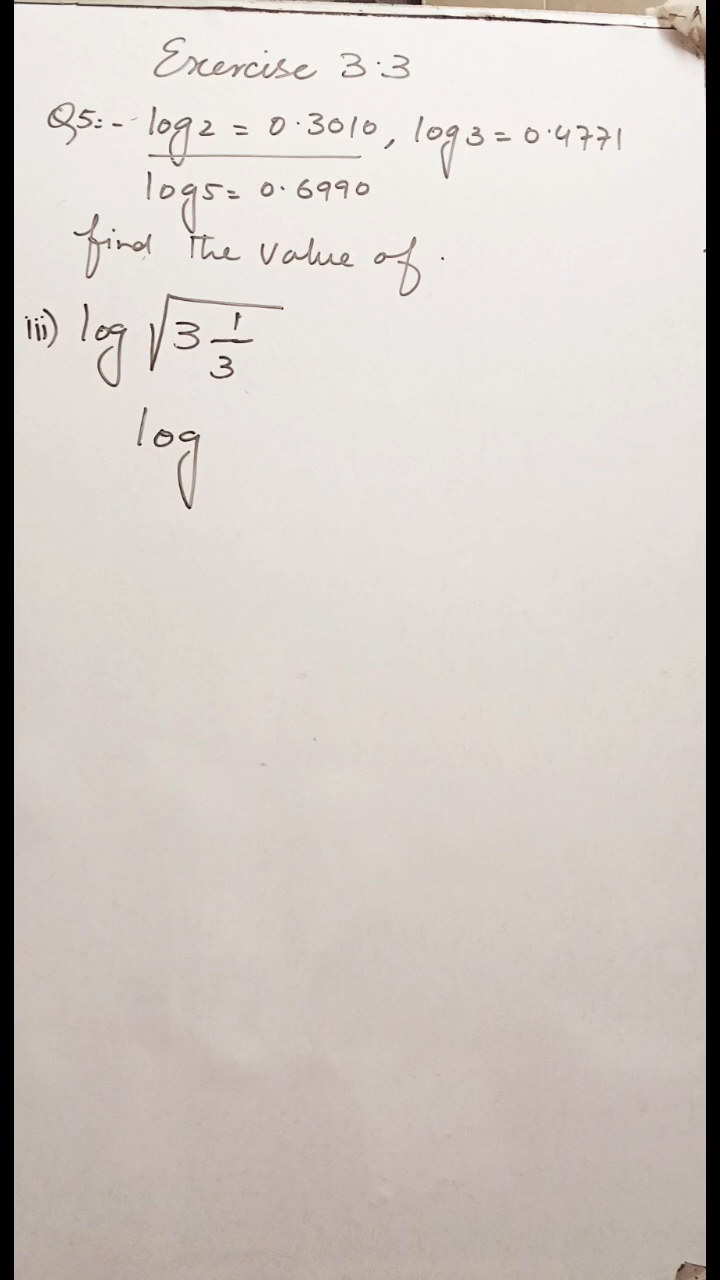 Exercise 3.3
Q5:- log2 = 0.3010, log3 = 0.4771
log5 = 0.6990
find the value of.
iii) log √3 1/3
log